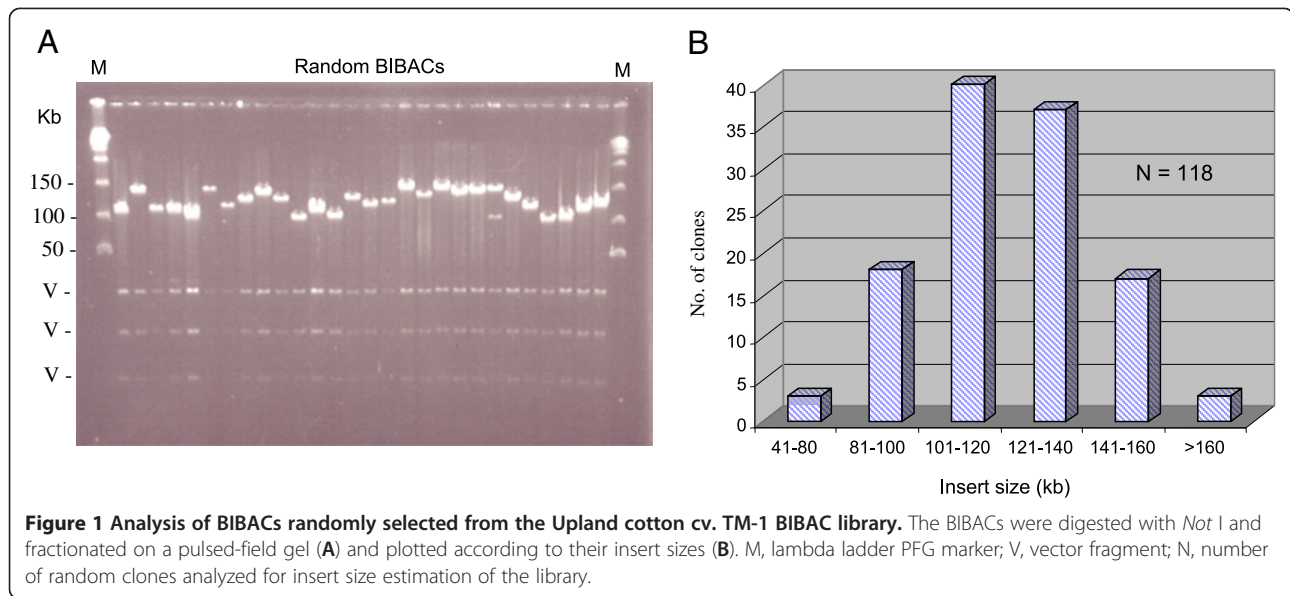 A
M
Random BIBACs
M
Kb
150 -
100 -
50 -
V -
V -
V -
B
40
35
30
25
20
15
10
5
0
No. of clones
N = 118
41-80 81-100 101-120 121-140 141-160 >160
Insert size (kb)
Figure 1 Analysis of BIBACs randomly selected from the Upland cotton cv. TM-1 BIBAC library. The BIBACs were digested with Not I and
fractionated on a pulsed-field gel (A) and plotted according to their insert sizes (B). M, lambda ladder PFG marker; V, vector fragment; N, number
of random clones analyzed for insert size estimation of the library.